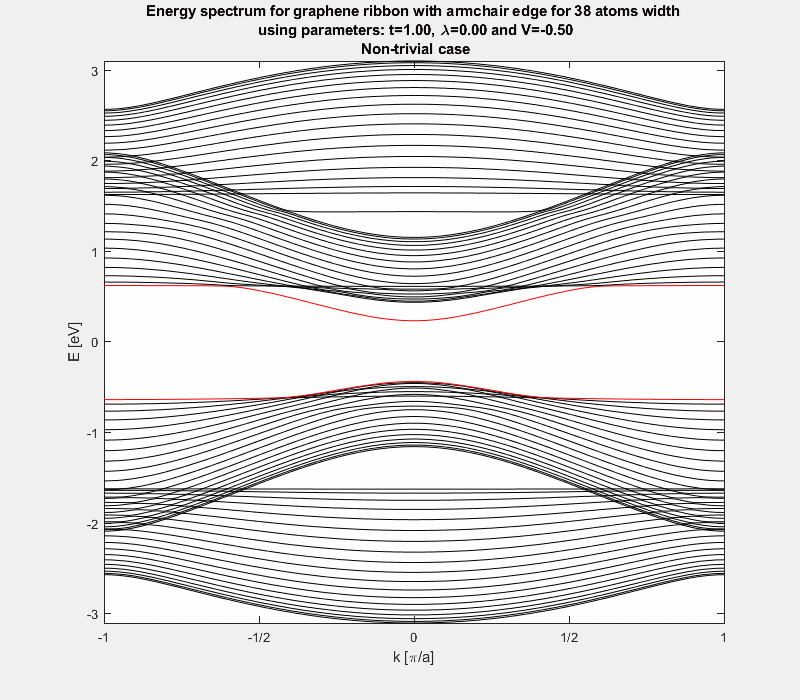 Energy spectrum for graphene ribbon with armchair edge for 38 atoms width
using parameters: t=1.00, λ=0.00 and V=-0.50
Non-trivial case
3
2
1
0
-1
-2
-3
E [eV]
-1
-1/2
0
1/2
1
k [π/a]